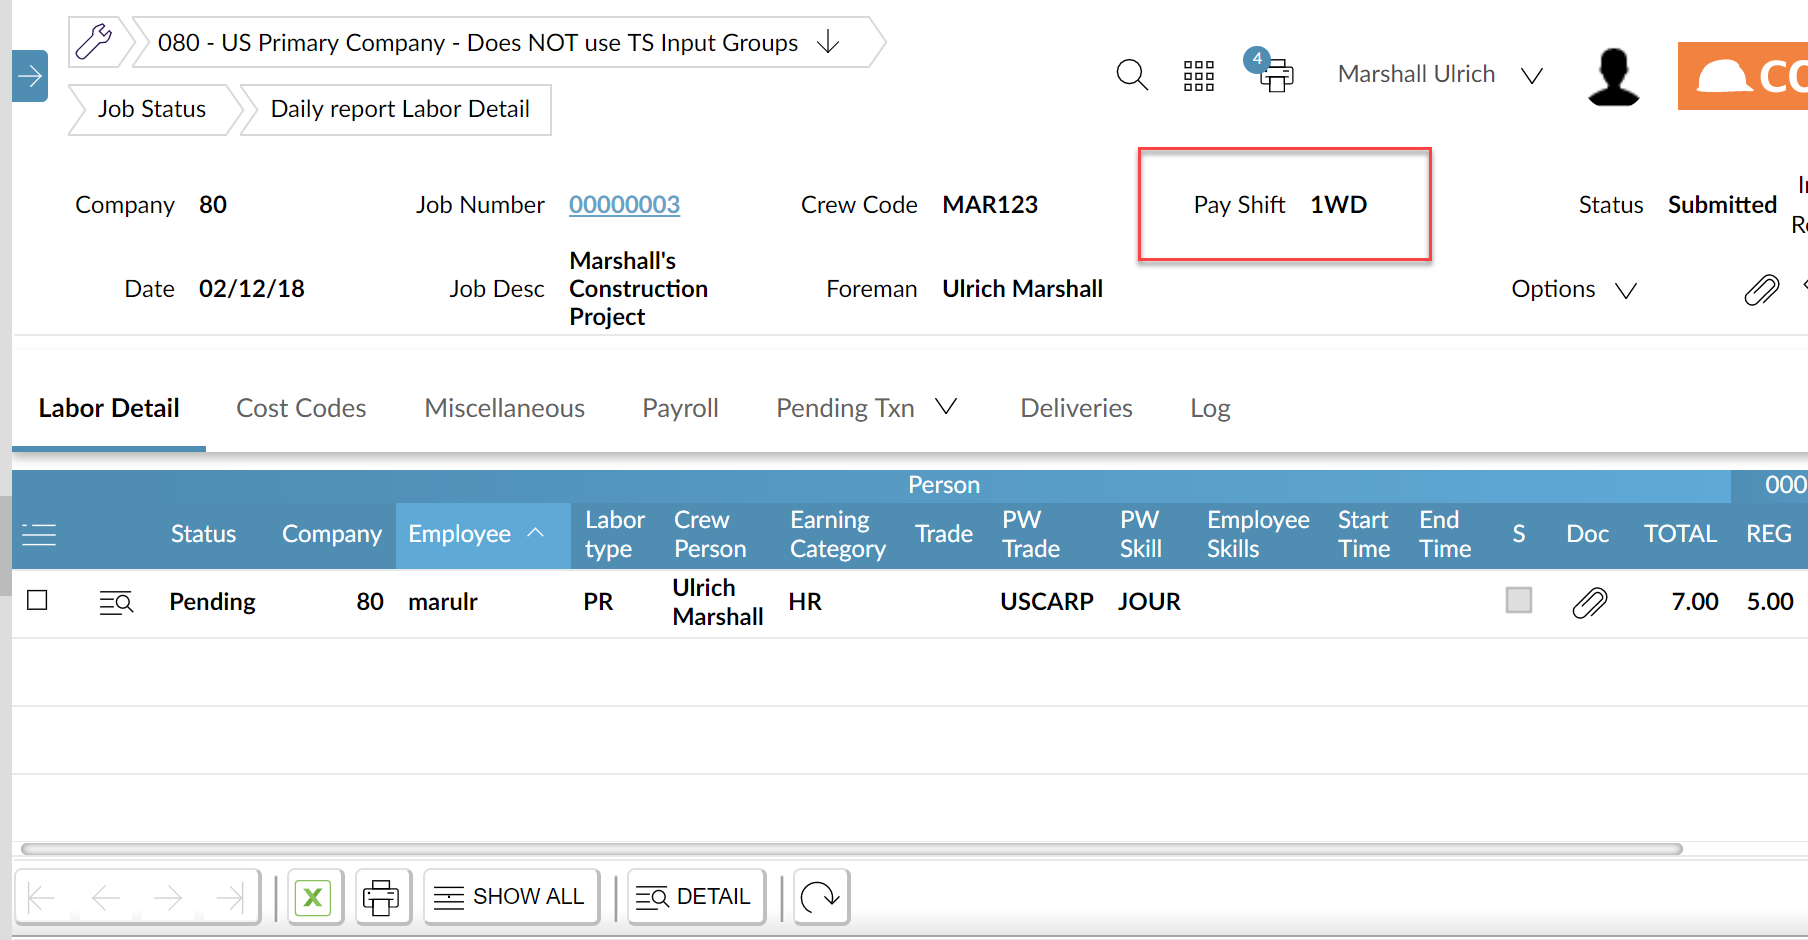 080 - US Primary Company - Does NOT use TS Input Groups
4
Marshall Ulrich
CO
Job Status
Daily report Labor Detail
Company 80
Job Number 00000003
Crew Code MAR123
Pay Shift 1WD
Status Submitted
Date 02/12/18
Job Desc Marshall's
Construction
Project
Foreman Ulrich Marshall
Options
Labor Detail Cost Codes Miscellaneous Payroll Pending Txn Deliveries Log
Person
000
Status
Company
Employee
Labor
type
Crew
Person
Earning
Category
Trade
PW
Trade
PW
Skill
Employee
Skills
Start
Time
End
Time
S
Doc
TOTAL
REG
Pending 80 marulr PR Ulrich
Marshall
HR USCARP JOUR 7.00 5.00
X SHOW ALL DETAIL